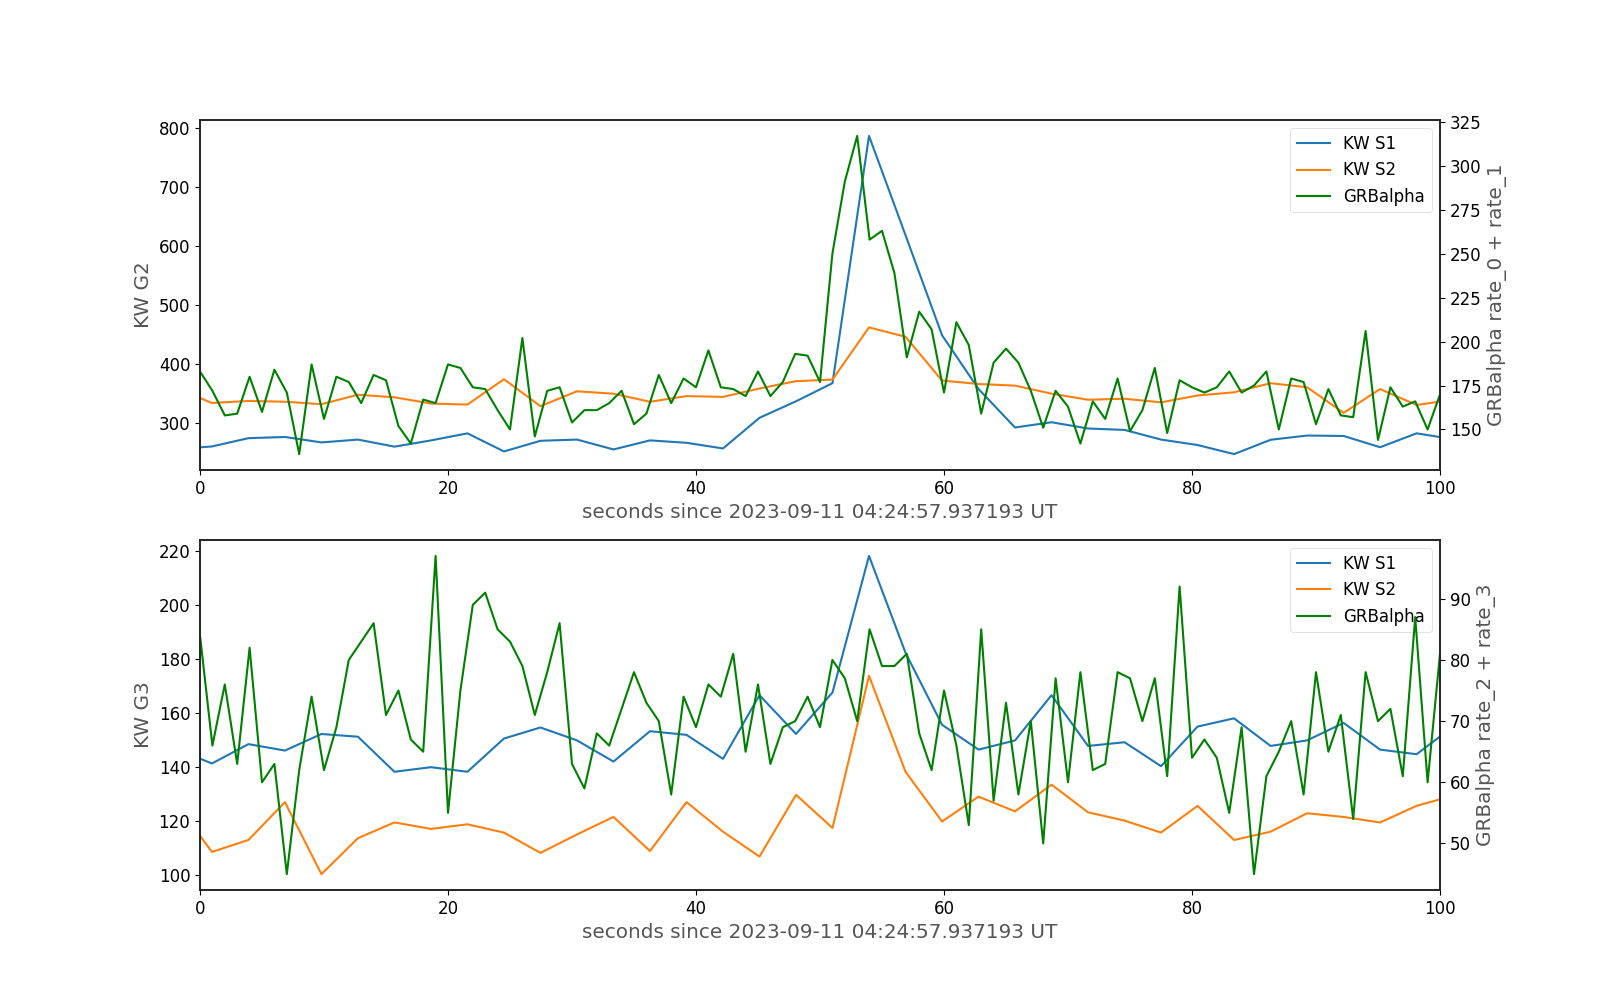 800
700
600
500
400
300
KW G2
325
300
275
250
225
200
175
150
GRBalpha rate_0 + rate_1
KW S1
KW S2
GRBalpha
0 20 40 60 80 100
seconds since 2023-09-11 04:24:57.937193 UT
220
200
180
160
140
120
100
KW G3
90
80
70
60
50
GRBalpha rate_2 + rate_3
KW S1
KW S2
GRBalpha
0 20 40 60 80 100
seconds since 2023-09-11 04:24:57.937193 UT